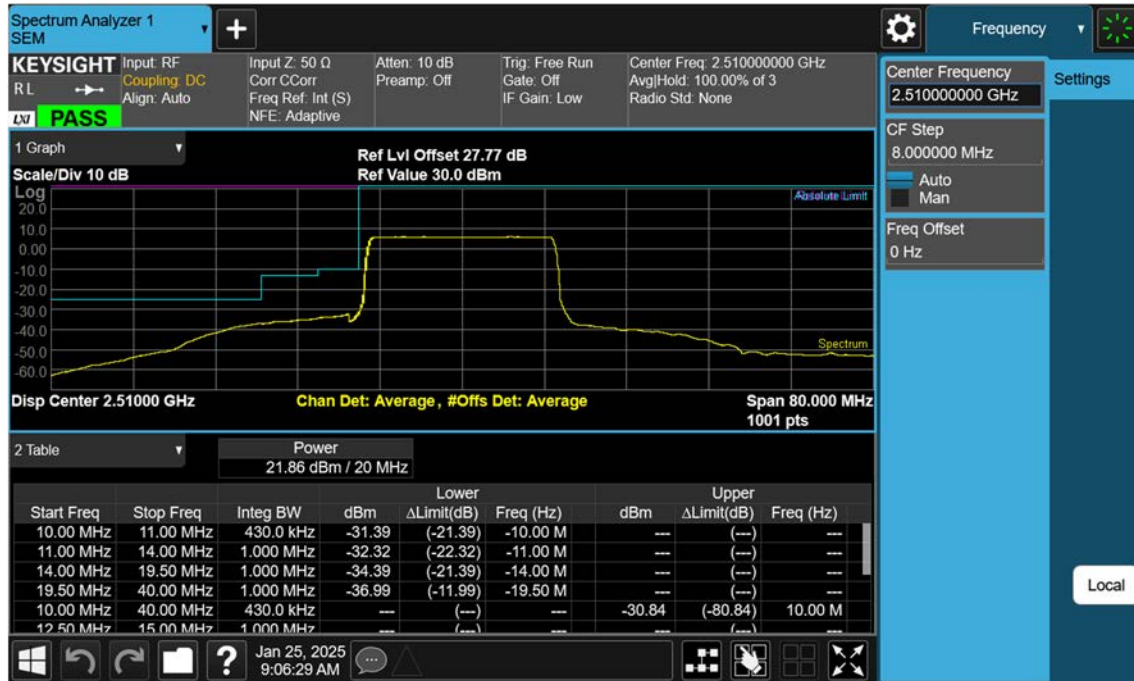 Spectrum Analyzer 1
SEM
Frequency
KEYSIGHT
RL
LXI PASS
Input: RF
Coupling: DC
Align: Auto
Input Z: 50 Ω
Corr CCorr
Freq Ref: Int (S)
NFE: Adaptive
Atten: 10 dB
Preamp: Off
Trig: Free Run
Gate: Off
IF Gain: Low
Center Freq: 2.510000000 GHz
Avg|Hold: 100.00% of 3
Radio Std: None
Center Frequency
2.510000000 GHz
Settings
CF Step
8.000000 MHz
Auto
Man
Freq Offset
0 Hz
Local
1 Graph
Scale/Div 10 dB
Ref Lvl Offset 27.77 dB
Ref Value 30.0 dBm
Log
20.0
10.0
0.00
-10.0
-20.0
-30.0
-40.0
-50.0
-60.0
Absolute Limit
Spectrum
Disp Center 2.51000 GHz
Chan Det: Average, #Offs Det: Average
Span 80.000 MHz
1001 pts
2 Table
Power
21.86 dBm / 20 MHz
Lower Upper
Start Freq Stop Freq Integ BW dBm ΔLimit(dB) Freq (Hz) dBm ΔLimit(dB) Freq (Hz)
10.00 MHz 11.00 MHz 430.0 kHz -31.39 (-21.39) -10.00 M --- (---) ---
11.00 MHz 14.00 MHz 1.000 MHz -32.32 (-22.32) -11.00 M --- (---) ---
14.00 MHz 19.50 MHz 1.000 MHz -34.39 (-21.39) -14.00 M --- (---) ---
19.50 MHz 40.00 MHz 1.000 MHz -36.99 (-11.99) -19.50 M --- (---) ---
10.00 MHz 40.00 MHz 430.0 kHz --- (---) --- -30.84 (-80.84) 10.00 M
12.50 MHz 15.00 MHz 1.000 MHz --- (---) --- --- (---) ---
Jan 25, 2025
9:06:29 AM